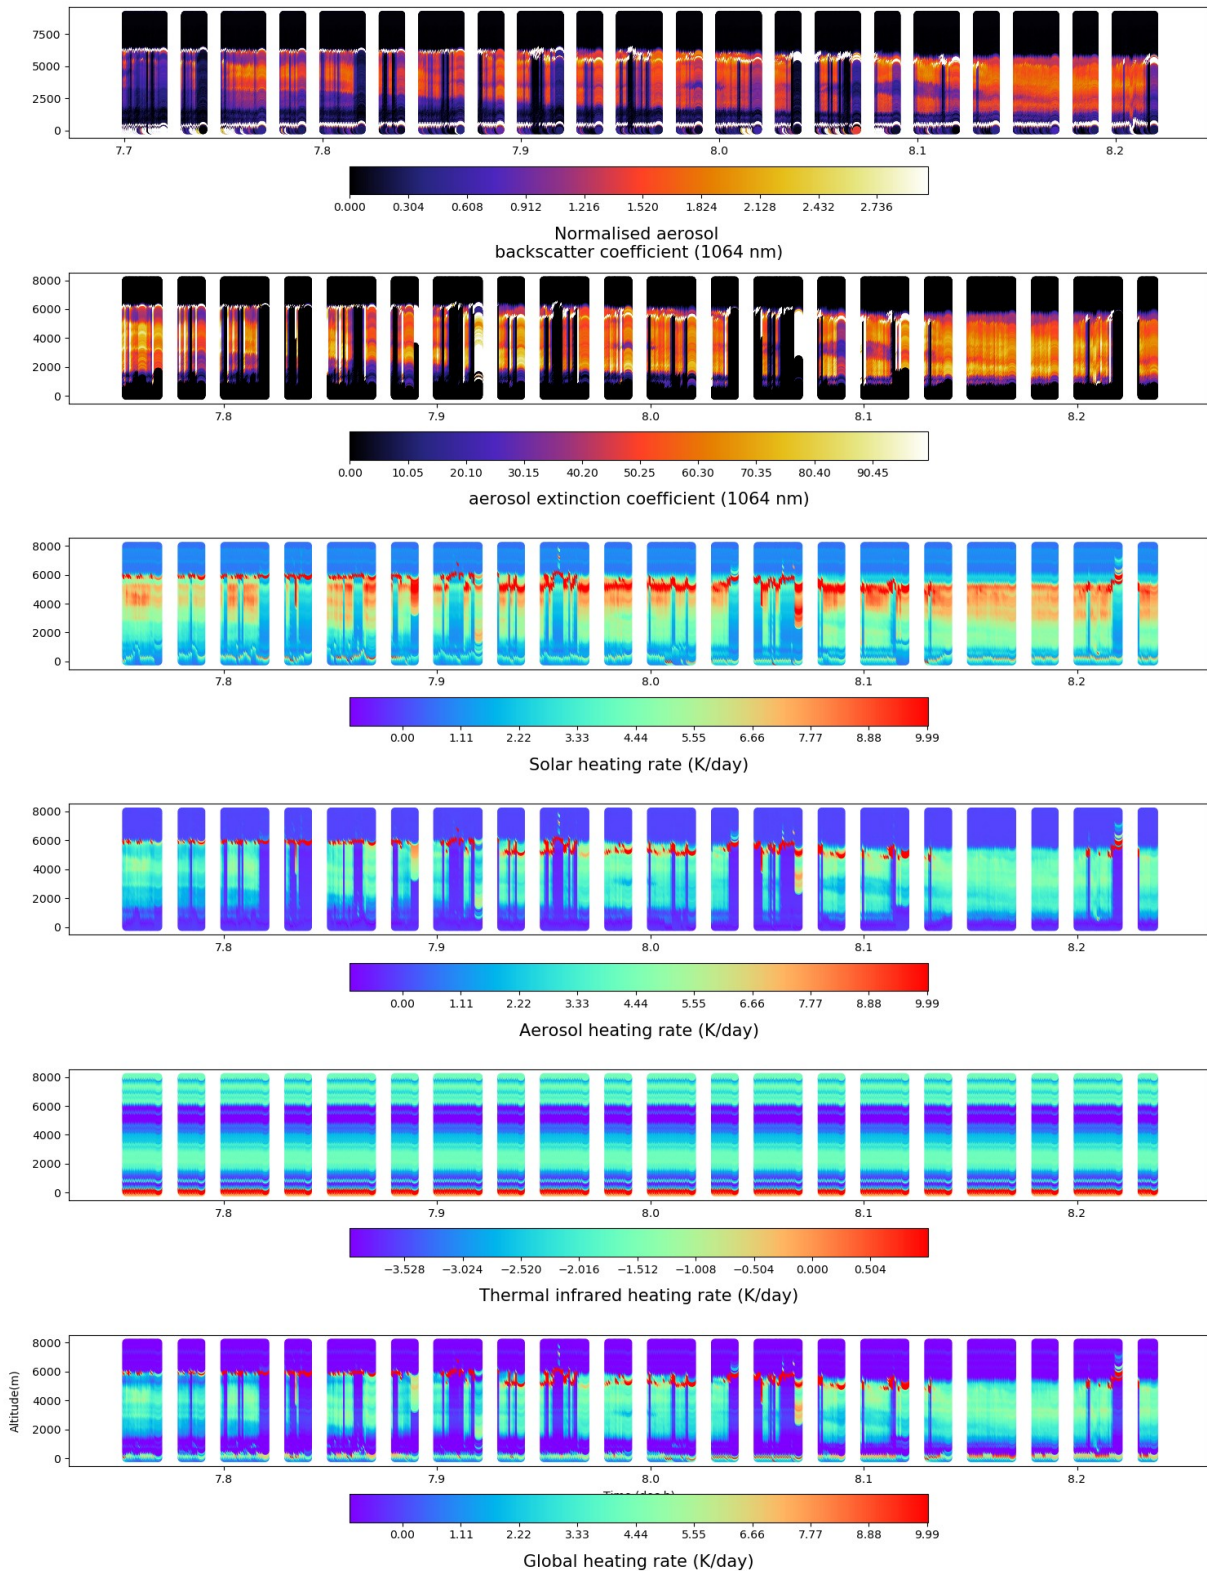 7500
5000
2500
0
7.7 7.8 7.9 8.0 8.1 8.2
0.000 0.304 0.608 0.912 1.216 1.520 1.824 2.128 2.432 2.736
Normalised aerosol
backscatter coefficient (1064 nm)
8000
6000
4000
2000
0
7.8 7.9 8.0 8.1 8.2
0.00 10.05 20.10 30.15 40.20 50.25 60.30 70.35 80.40 90.45
aerosol extinction coefficient (1064 nm)
8000
6000
4000
2000
0
7.8 7.9 8.0 8.1 8.2
0.00 1.11 2.22 3.33 4.44 5.55 6.66 7.77 8.88 9.99
Solar heating rate (K/day)
8000
6000
4000
2000
0
7.8 7.9 8.0 8.1 8.2
0.00 1.11 2.22 3.33 4.44 5.55 6.66 7.77 8.88 9.99
Aerosol heating rate (K/day)
8000
6000
4000
2000
0
7.8 7.9 8.0 8.1 8.2
−3.528 −3.024 −2.520 −2.016 −1.512 −1.008 −0.504 0.000 0.504
Thermal infrared heating rate (K/day)
Altitude(m)
8000
6000
4000
2000
0
7.8 7.9 8.0 8.1 8.2
0.00 1.11 2.22 3.33 4.44 5.55 6.66 7.77 8.88 9.99
Global heating rate (K/day)